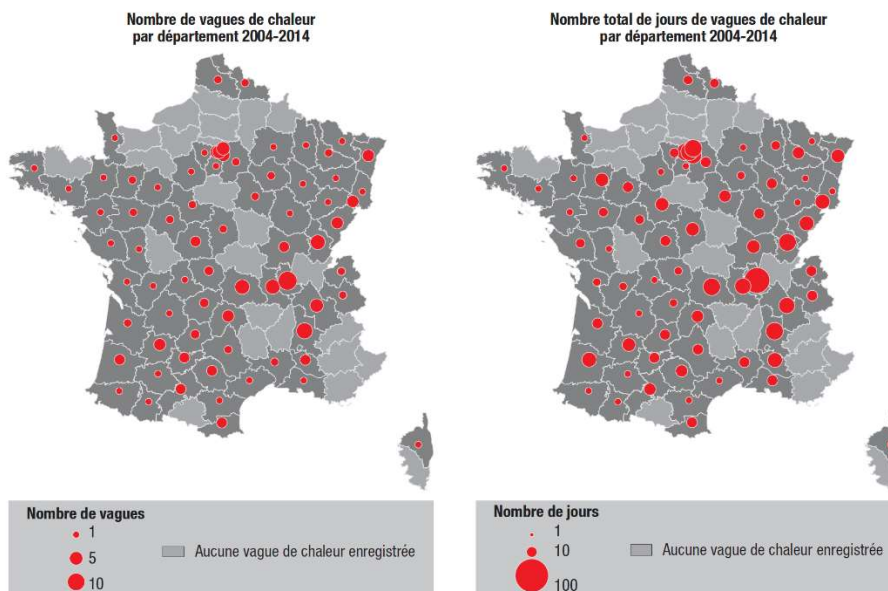 Nombre de vagues de chaleur
par département 2004-2014
Nombre total de jours de vagues de chaleur
par département 2004-2014
Nombre de vagues
1
5
10
Aucune vague de chaleur enregistrée
Nombre de jours
1
10
100
Aucune vague de chaleur enregistrée